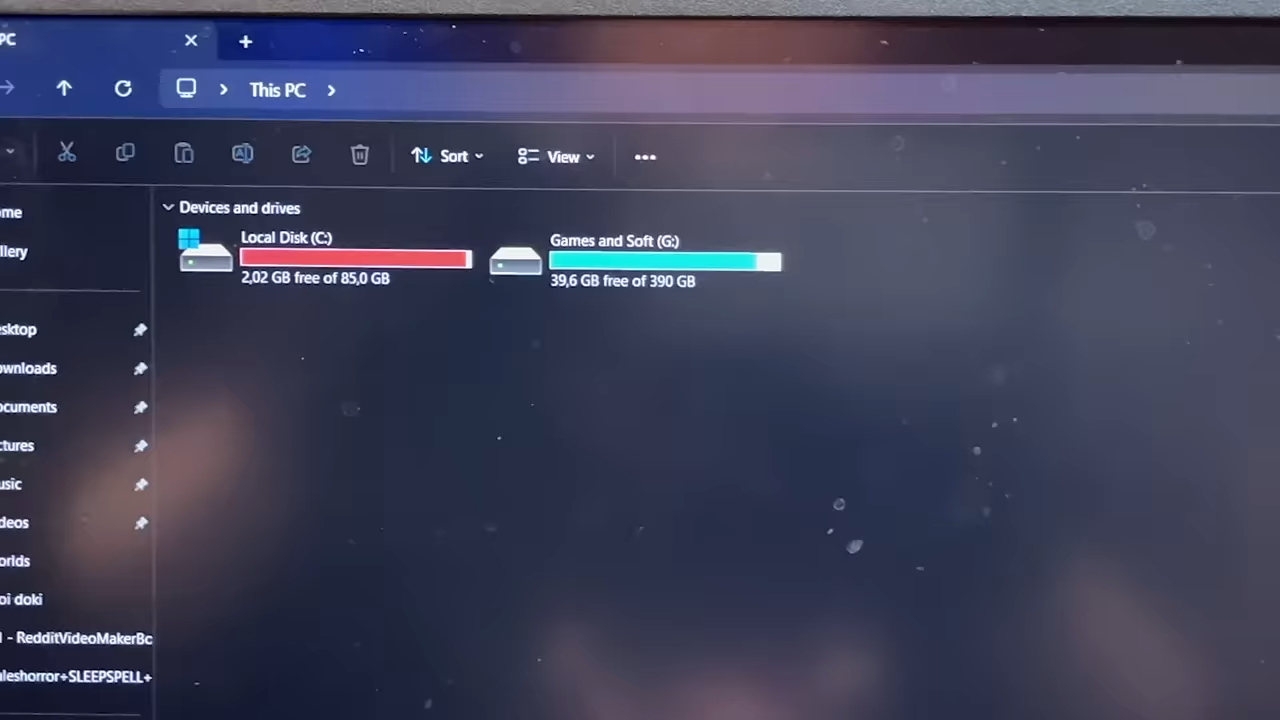 PC
This PC
Sort
View
Devices and drives
Local Disk (C:)
2,02 GB free of 85,0 GB
Games and Soft (G:)
39,6 GB free of 390 GB
ome
llery
esktop
ownloads
ocuments
ctures
usic
deos
orlds
oi doki
- RedditVideoMakerBc
aleshorror+SLEEPSPELL+